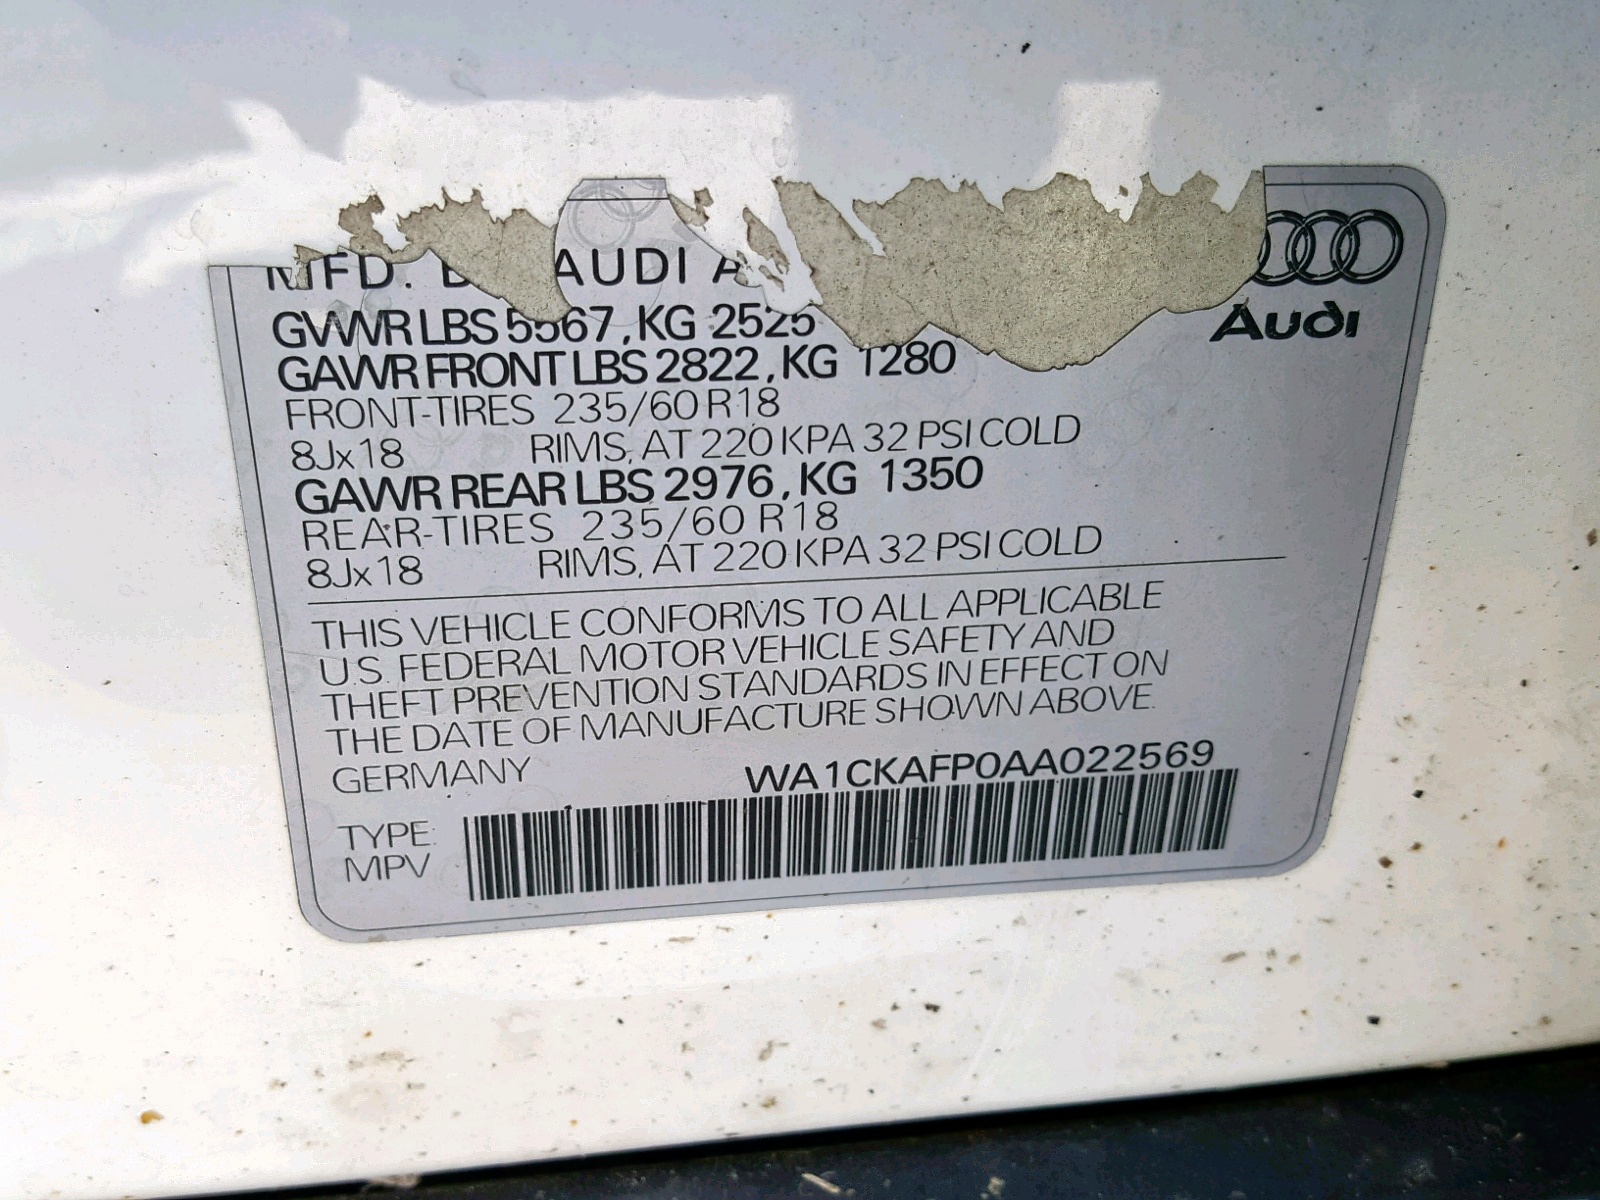 MFD. AUDI
Audi
GVWR LBS 5567, KG 2525
GAWR FRONT LBS 2822, KG 1280
FRONT-TIRES 235/60 R18
8Jx18 RIMS, AT 220 KPA 32 PSI COLD
GAWR REAR LBS 2976, KG 1350
REAR-TIRES 235/60 R18
8Jx18 RIMS, AT 220 KPA 32 PSI COLD
THIS VEHICLE CONFORMS TO ALL APPLICABLE
U.S. FEDERAL MOTOR VEHICLE SAFETY AND
THEFT PREVENTION STANDARDS IN EFFECT ON
THE DATE OF MANUFACTURE SHOWN ABOVE.
GERMANY WA1CKAFP0AA022569
TYPE:
MPV